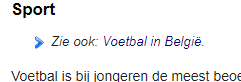 Sport
Zie ook: Voetbal in België.
Voetbal is bij jongeren de meest